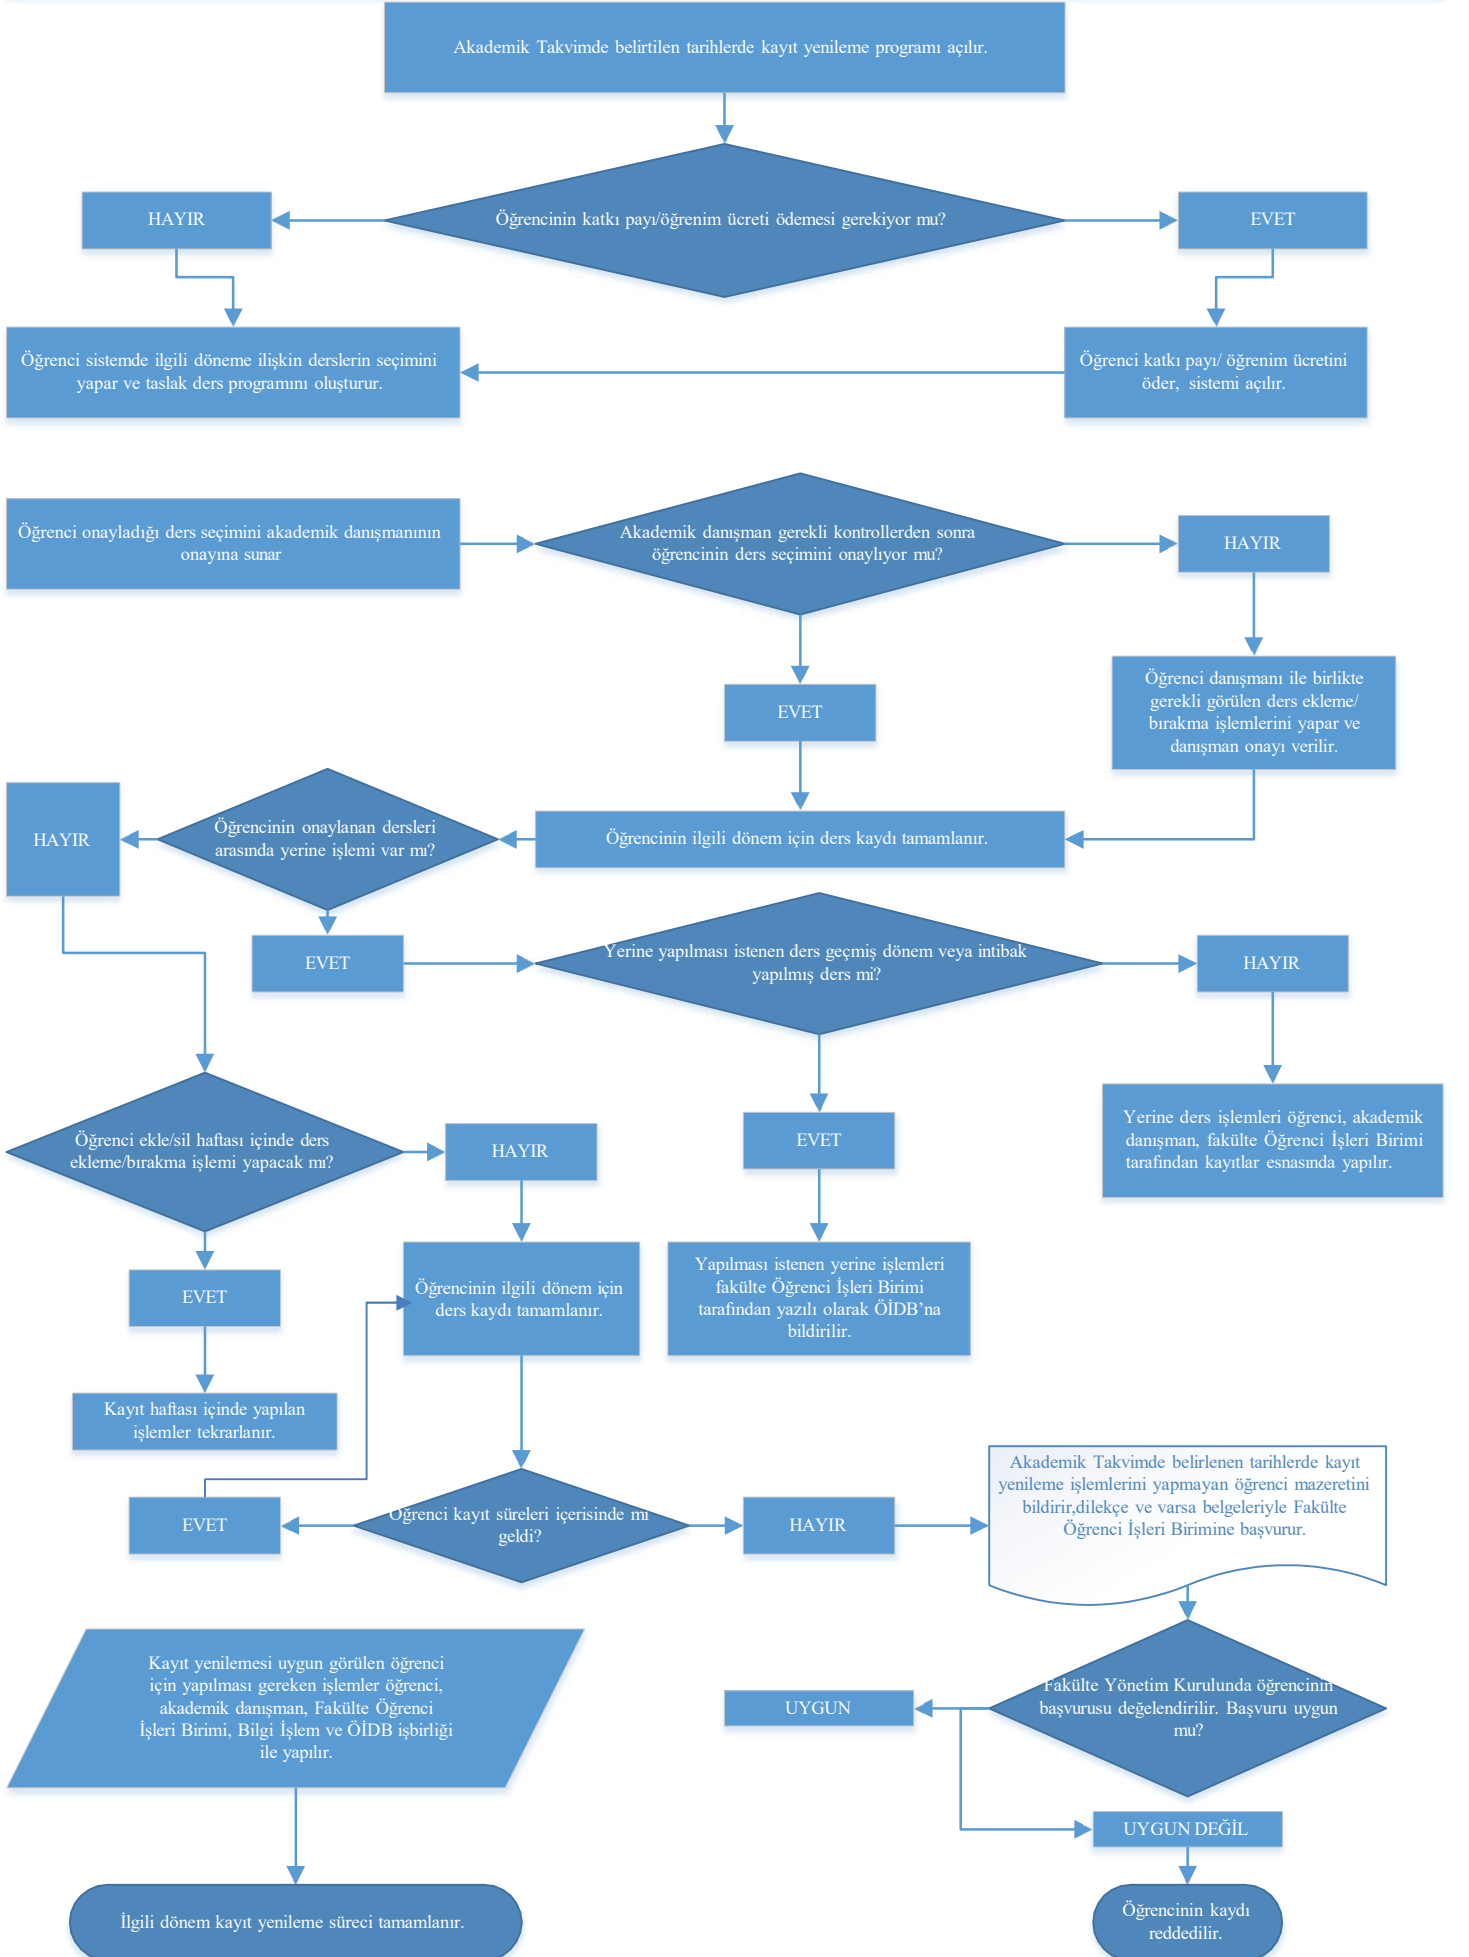 Akademik Takvimde belirtilen tarihlerde kayıt yenileme programı açılır.
Öğrencinin katkı payı/öğrenim ücreti ödemesi gerekiyor mu?
HAYIR
EVET
Öğrenci sistemde ilgili döneme ilişkin derslerin seçimini
yapar ve taslak ders programını oluşturur.
Öğrenci katkı payı/ öğrenim ücretini
öder, sistemi açılır.
Öğrenci onayladığı ders seçimini akademik danışmanının
onayına sunar
Akademik danışman gerekli kontrollerden sonra
öğrencinin ders seçimini onaylıyor mu?
HAYIR
EVET
Öğrenci danışmanı ile birlikte
gerekli görülen ders ekleme/
bırakma işlemlerini yapar ve
danışman onayı verilir.
Öğrencinin ilgili dönem için ders kaydı tamamlanır.
Öğrencinin onaylanan dersleri
arasında yerine işlemi var mı?
HAYIR
EVET
Yerine yapılması istenen ders geçmiş dönem veya intibak
yapılmış ders mi?
HAYIR
EVET
Yerine ders işlemleri öğrenci, akademik
danışman, fakülte Öğrenci İşleri Birimi
tarafından kayıtlar esnasında yapılır.
Öğrenci ekle/sil haftası içinde ders
ekleme/bırakma işlemi yapacak mı?
HAYIR
EVET
Öğrencinin ilgili dönem için
ders kaydı tamamlanır.
Yapılması istenen yerine işlemleri
fakülte Öğrenci İşleri Birimi
tarafından yazılı olarak ÖİDB’na
bildirilir.
Kayıt haftası içinde yapılan
işlemler tekrarlanır.
Öğrenci kayıt süreleri içerisinde mi
geldi?
EVET
HAYIR
Akademik Takvimde belirlenen tarihlerde kayıt
yenileme işlemlerini yapmayan öğrenci mazeretini
bildirir,dilekçe ve varsa belgeleriyle Fakülte
Öğrenci İşleri Birimine başvurur.
Kayıt yenilemesi uygun görülen öğrenci
için yapılması gereken işlemler öğrenci,
akademik danışman, Fakülte Öğrenci
İşleri Birimi, Bilgi İşlem ve ÖİDB işbirliği
ile yapılır.
Fakülte Yönetim Kurulunda öğrencinin
başvurusu değerlendirilir. Başvuru uygun
mu?
UYGUN
UYGUN DEĞİL
İlgili dönem kayıt yenileme süreci tamamlanır.
Öğrencinin kaydı
reddedilir.